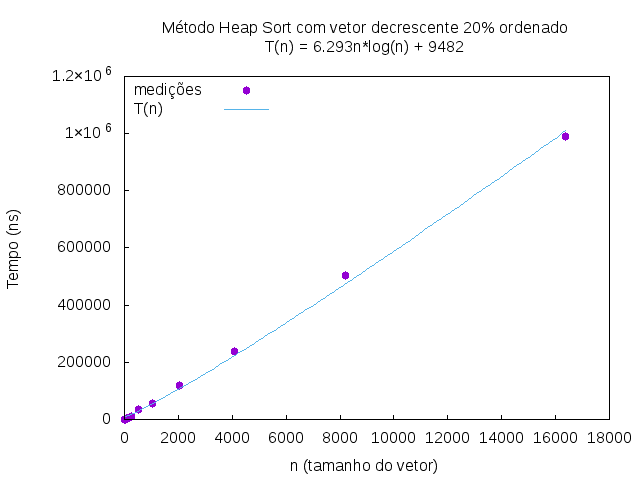 Método Heap Sort com vetor decrescente 20% ordenado
T(n) = 6.293n*log(n) + 9482
1.2×10^6
1×10^6
800000
600000
400000
200000
0
medições
T(n)
Tempo (ns)
0 2000 4000 6000 8000 10000 12000 14000 16000 18000
n (tamanho do vetor)